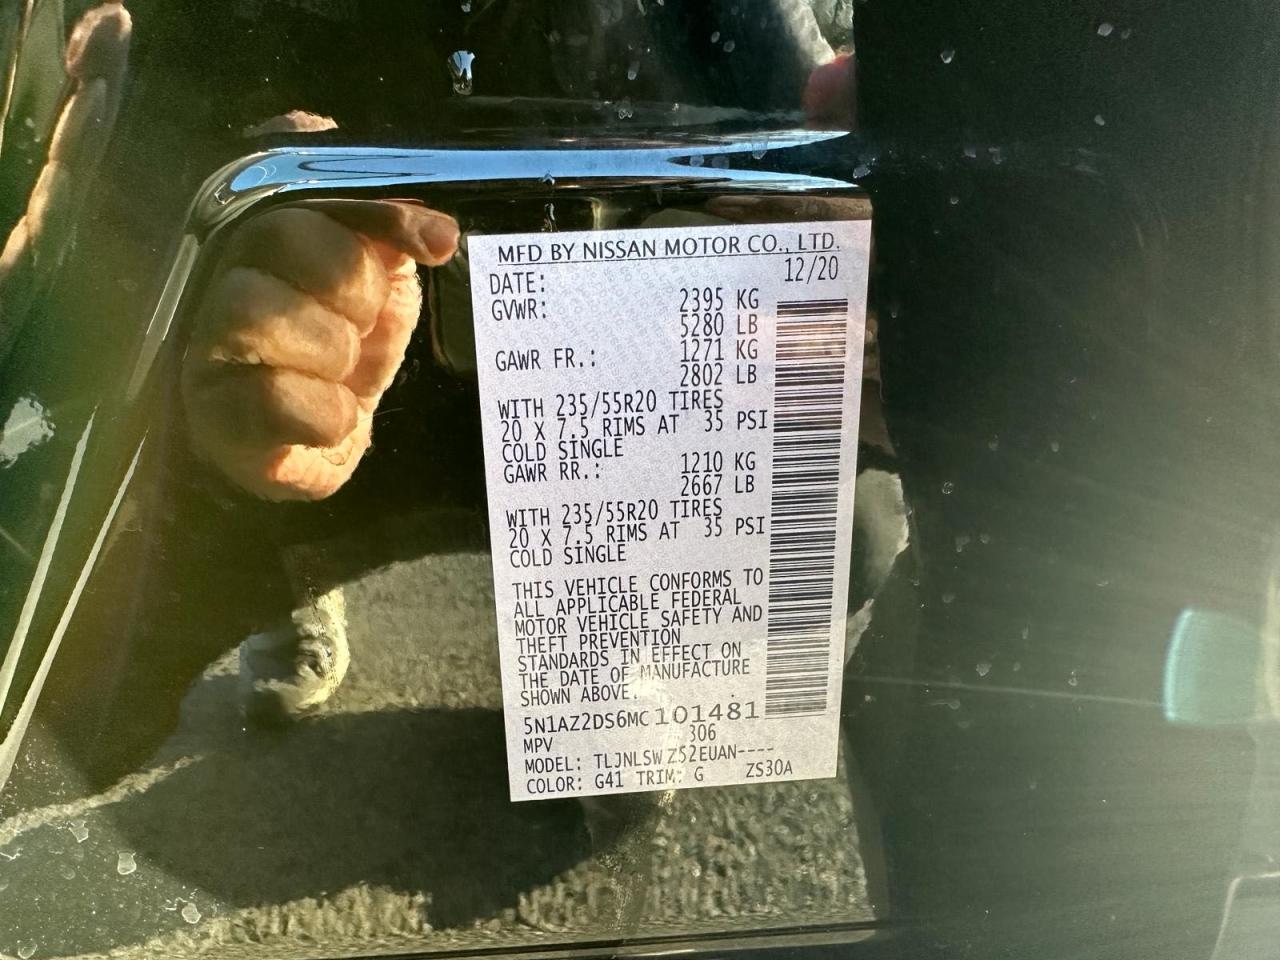 MFD BY NISSAN MOTOR CO., LTD.
DATE: 12/20
GVWR: 2395 KG
5280 LB
GAWR FR.: 1271 KG
2802 LB
WITH 235/55R20 TIRES
20 X 7.5 RIMS AT 35 PSI
COLD SINGLE
GAWR RR.: 1210 KG
2667 LB
WITH 235/55R20 TIRES
20 X 7.5 RIMS AT 35 PSI
COLD SINGLE
THIS VEHICLE CONFORMS TO
ALL APPLICABLE FEDERAL
MOTOR VEHICLE SAFETY AND
THEFT PREVENTION
STANDARDS IN EFFECT ON
THE DATE OF MANUFACTURE
SHOWN ABOVE.
5N1AZ2DS6MC101481
MPV 306
MODEL: TLJNLSWZ52EUAN----
COLOR: G41 TRIM: G ZS30A